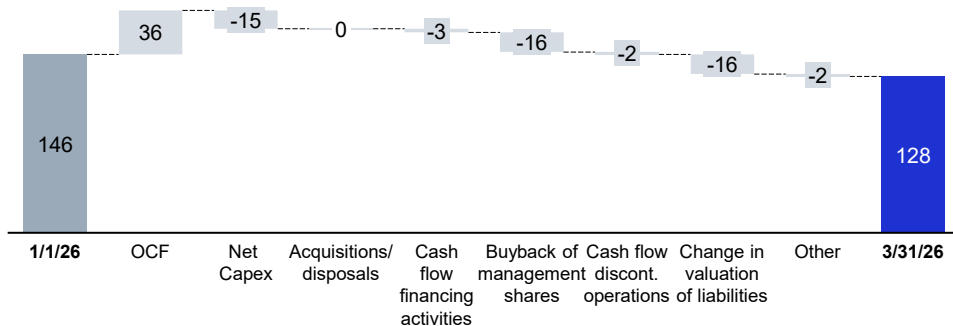 36
-15
0
-3
-16
-2
-16
-2
146
128
1/1/26
OCF
Net
Capex
Acquisitions/
disposals
Cash
flow
financing
activities
Buyback of
management
shares
Cash flow
discont.
operations
Change in
valuation
of liabilities
Other
3/31/26